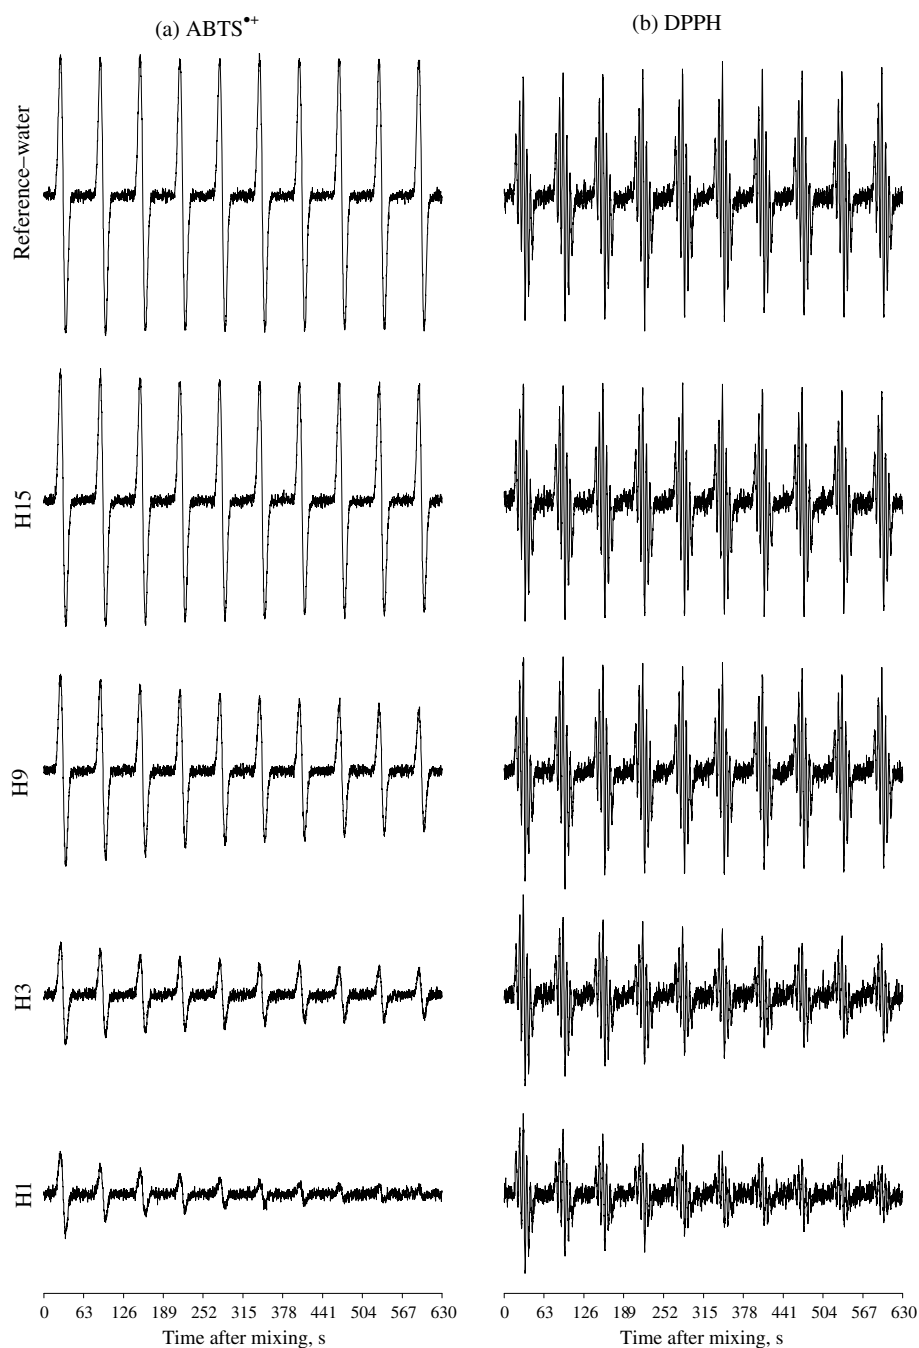 (a) ABTS•+
(b) DPPH
Reference–water
H15
H9
H3
H1
0 63 126 189 252 315 378 441 504 567 630
0 63 126 189 252 315 378 441 504 567 630
Time after mixing, s
Time after mixing, s